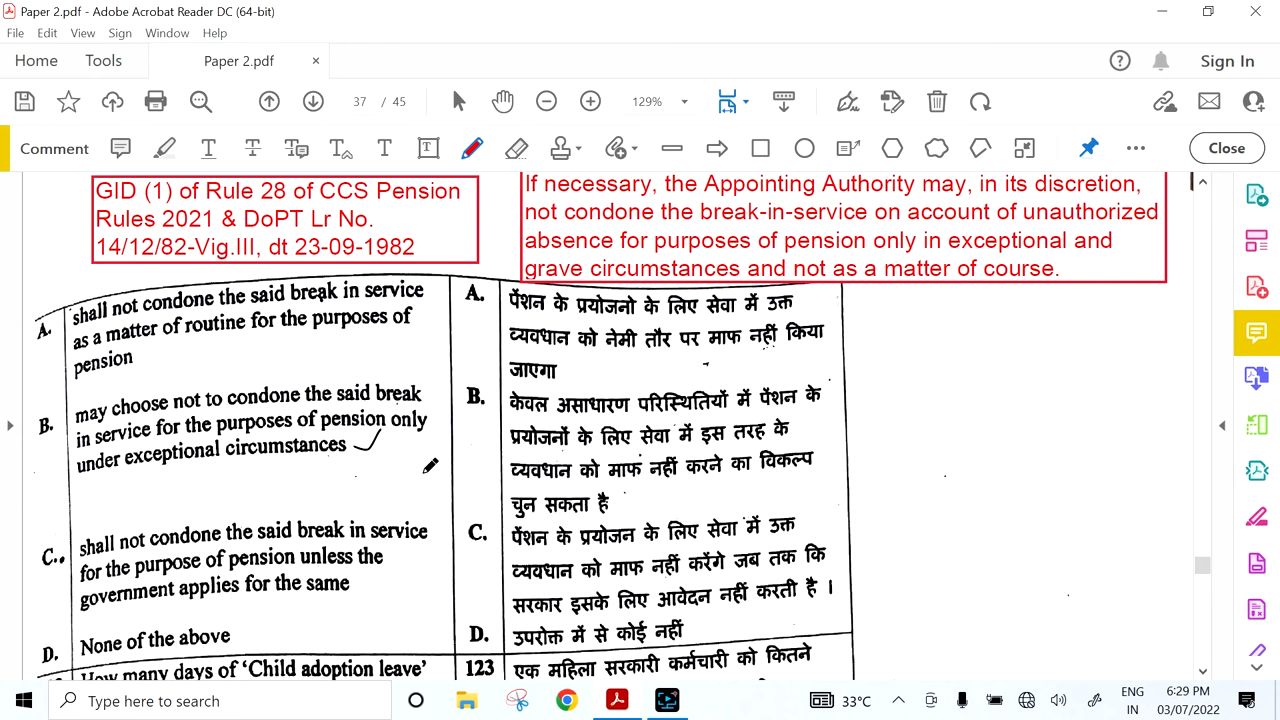 Paper 2.pdf - Adobe Acrobat Reader DC (64-bit)
File Edit View Sign Window Help
Home Tools Paper 2.pdf × Sign In
37 / 45 129%
Comment Close
GID (1) of Rule 28 of CCS Pension
Rules 2021 & DoPT Lr No.
14/12/82-Vig.III, dt 23-09-1982
If necessary, the Appointing Authority may, in its discretion,
not condone the break-in-service on account of unauthorized
absence for purposes of pension only in exceptional and
grave circumstances and not as a matter of course.
A. shall not condone the said break in service
as a matter of routine for the purposes of
pension
A. पेंशन के प्रयोजनो के लिए सेवा में उक्त
व्यवधान को नेमी तौर पर माफ नहीं किया
जाएगा
B. may choose not to condone the said break
in service for the purposes of pension only
under exceptional circumstances
B. केवल असाधारण परिस्थितियों में पेंशन के
प्रयोजनों के लिए सेवा में इस तरह के
व्यवधान को माफ नहीं करने का विकल्प
चुन सकता है
C. shall not condone the said break in service
for the purpose of pension unless the
government applies for the same
C. पेंशन के प्रयोजन के लिए सेवा में उक्त
व्यवधान को माफ नहीं करेंगे जब तक कि
सरकार इसके लिए आवेदन नहीं करती है ।
D. None of the above
D. उपरोक्त में से कोई नहीं
How many days of ‘Child adoption leave’
123 एक महिला सरकारी कर्मचारी को कितने
Type here to search
33°C
ENG 6:29 PM
IN 03/07/2022